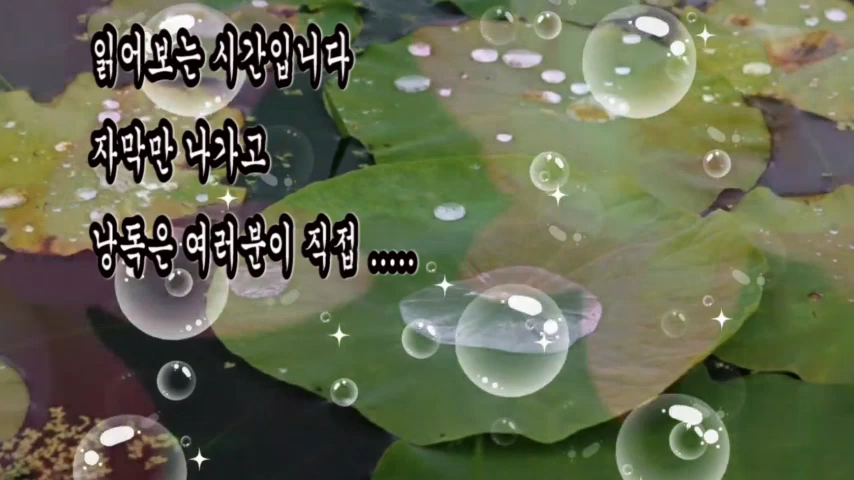 읽어보는 시간입니다
자막만 나가고
낭독은 여러분이 직접 .....